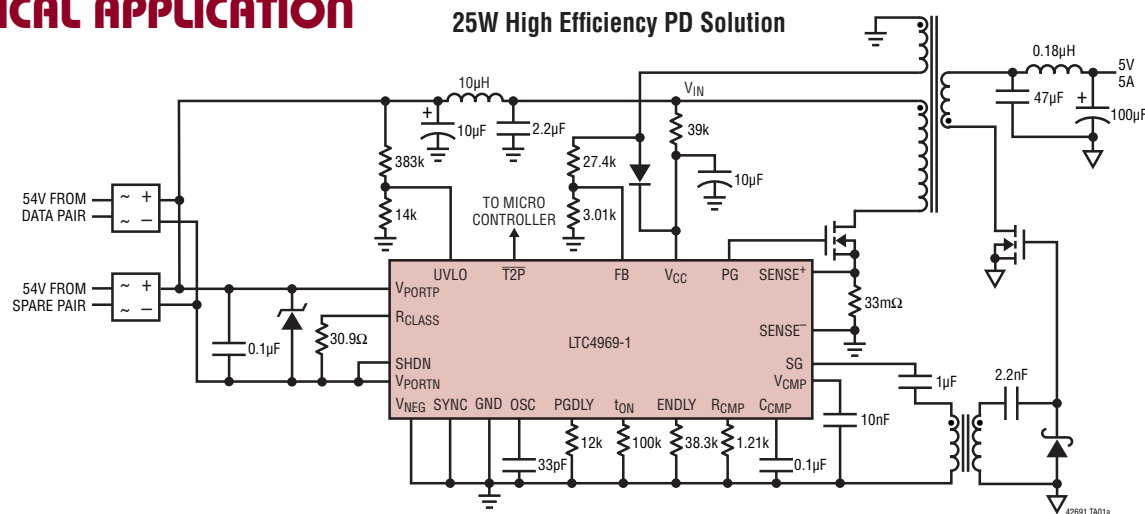 ICAL APPLICATION
25W High Efficiency PD Solution
0.18µH
5V
5A
47µF
+
100µF
10µH
VIN
+
10µF
2.2µF
39k
383k
27.4k
10µF
54V FROM
DATA PAIR
~ +
~ −
14k
TO MICRO
CONTROLLER
3.01k
54V FROM
SPARE PAIR
~ +
~ −
UVLO
T2P
FB
VCC
PG
SENSE+
VPORTP
RCLASS
30.9Ω
0.1µF
33mΩ
SENSE−
LTC4969-1
SHDN
VPORTN
SG
VCMP
1µF
2.2nF
VNEG
SYNC
GND
OSC
PGDLY
tON
ENDLY
RCMP
CCMP
10nF
33pF
12k
100k
38.3k
1.21k
0.1µF
42691 TA01a